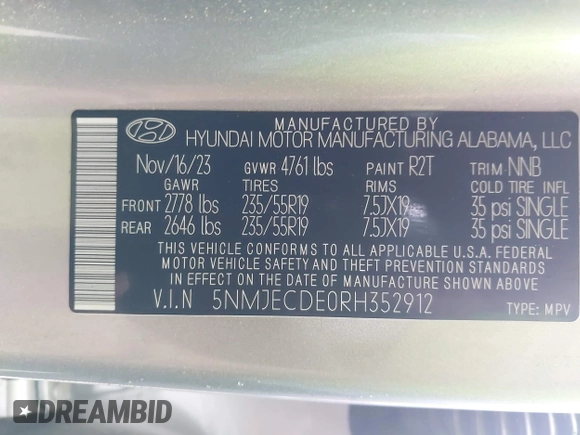 MANUFACTURED BY
HYUNDAI MOTOR MANUFACTURING ALABAMA, LLC
Nov/16/23 GVWR 4761 lbs PAINT R2T TRIM NNB
GAWR TIRES RIMS COLD TIRE INFL
FRONT 2778 lbs 235/55R19 7.5JX19 35 psi SINGLE
REAR 2646 lbs 235/55R19 7.5JX19 35 psi SINGLE
THIS VEHICLE CONFORMS TO ALL APPLICABLE U.S.A. FEDERAL
MOTOR VEHICLE SAFETY AND THEFT PREVENTION STANDARDS
IN EFFECT ON THE DATE OF MANUFACTURE SHOWN ABOVE.
V.I.N 5NMJECDE0RH352912 TYPE: MPV
DREAMBID